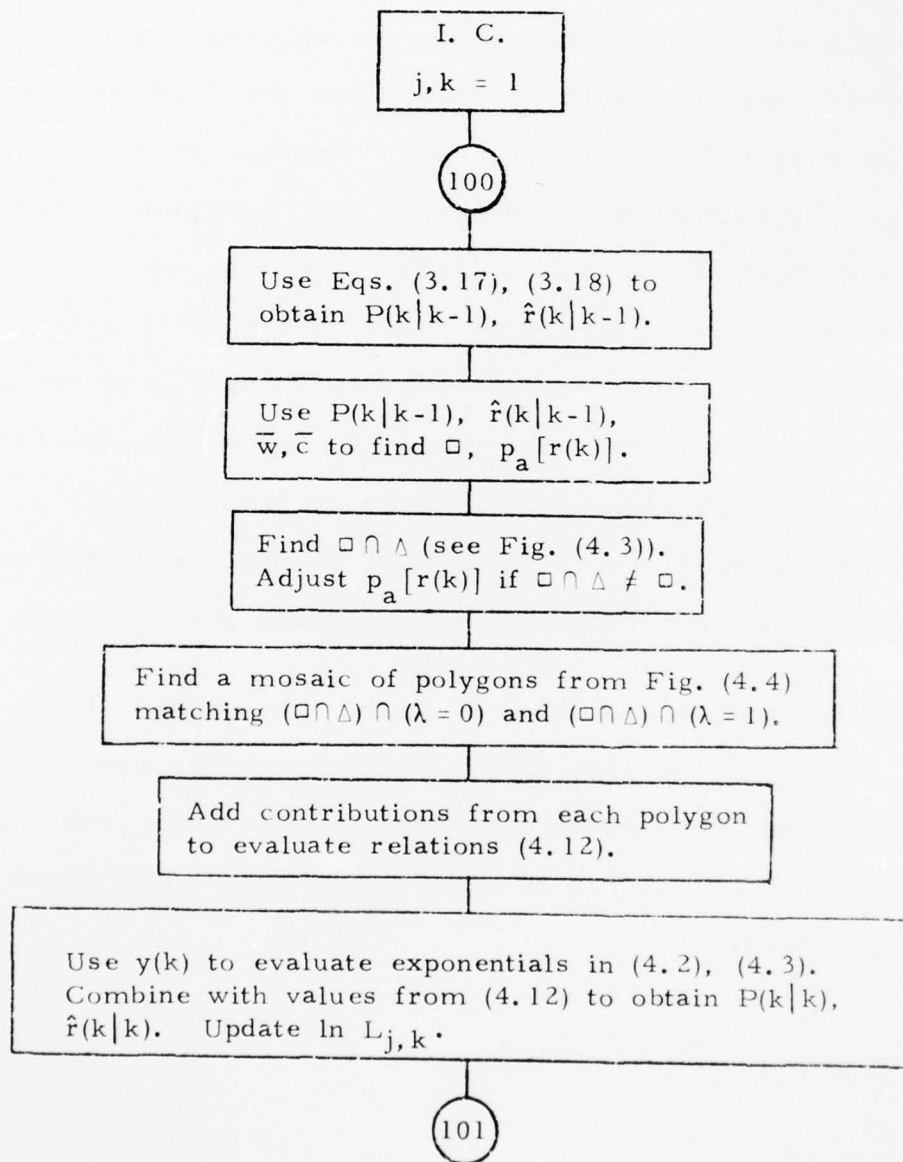 I. C.
j, k = 1
100
Use Eqs. (3.17), (3.18) to
obtain P(k|k-1), r̂(k|k-1).
Use P(k|k-1), r̂(k|k-1),
w̅, c̅ to find □, p_a[r(k)].
Find □ ∩ Δ (see Fig. (4.3)).
Adjust p_a[r(k)] if □ ∩ Δ ≠ □.
Find a mosaic of polygons from Fig. (4.4)
matching (□∩Δ) ∩ (λ = 0) and (□∩Δ) ∩ (λ = 1).
Add contributions from each polygon
to evaluate relations (4.12).
Use y(k) to evaluate exponentials in (4.2), (4.3).
Combine with values from (4.12) to obtain P(k|k),
r̂(k|k). Update ln L_j,k.
101